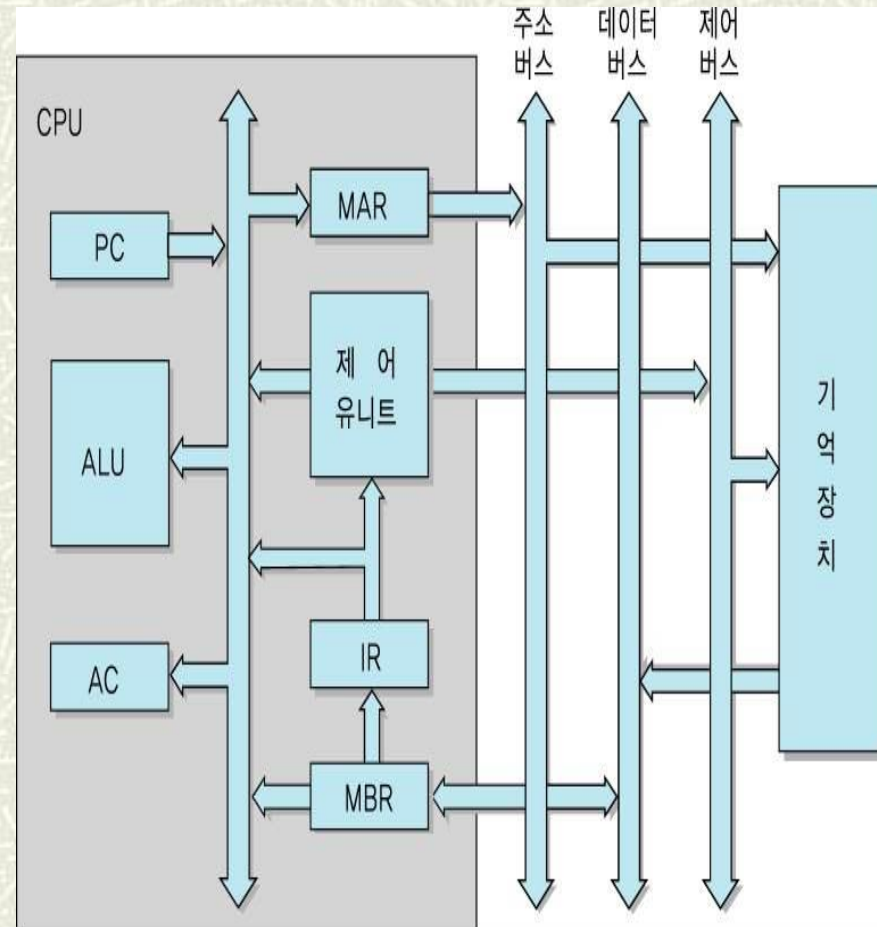 주소 데이터 제어
버스 버스 버스
CPU
MAR
PC
제 어
유니트
ALU
기
억
장
치
IR
AC
MBR